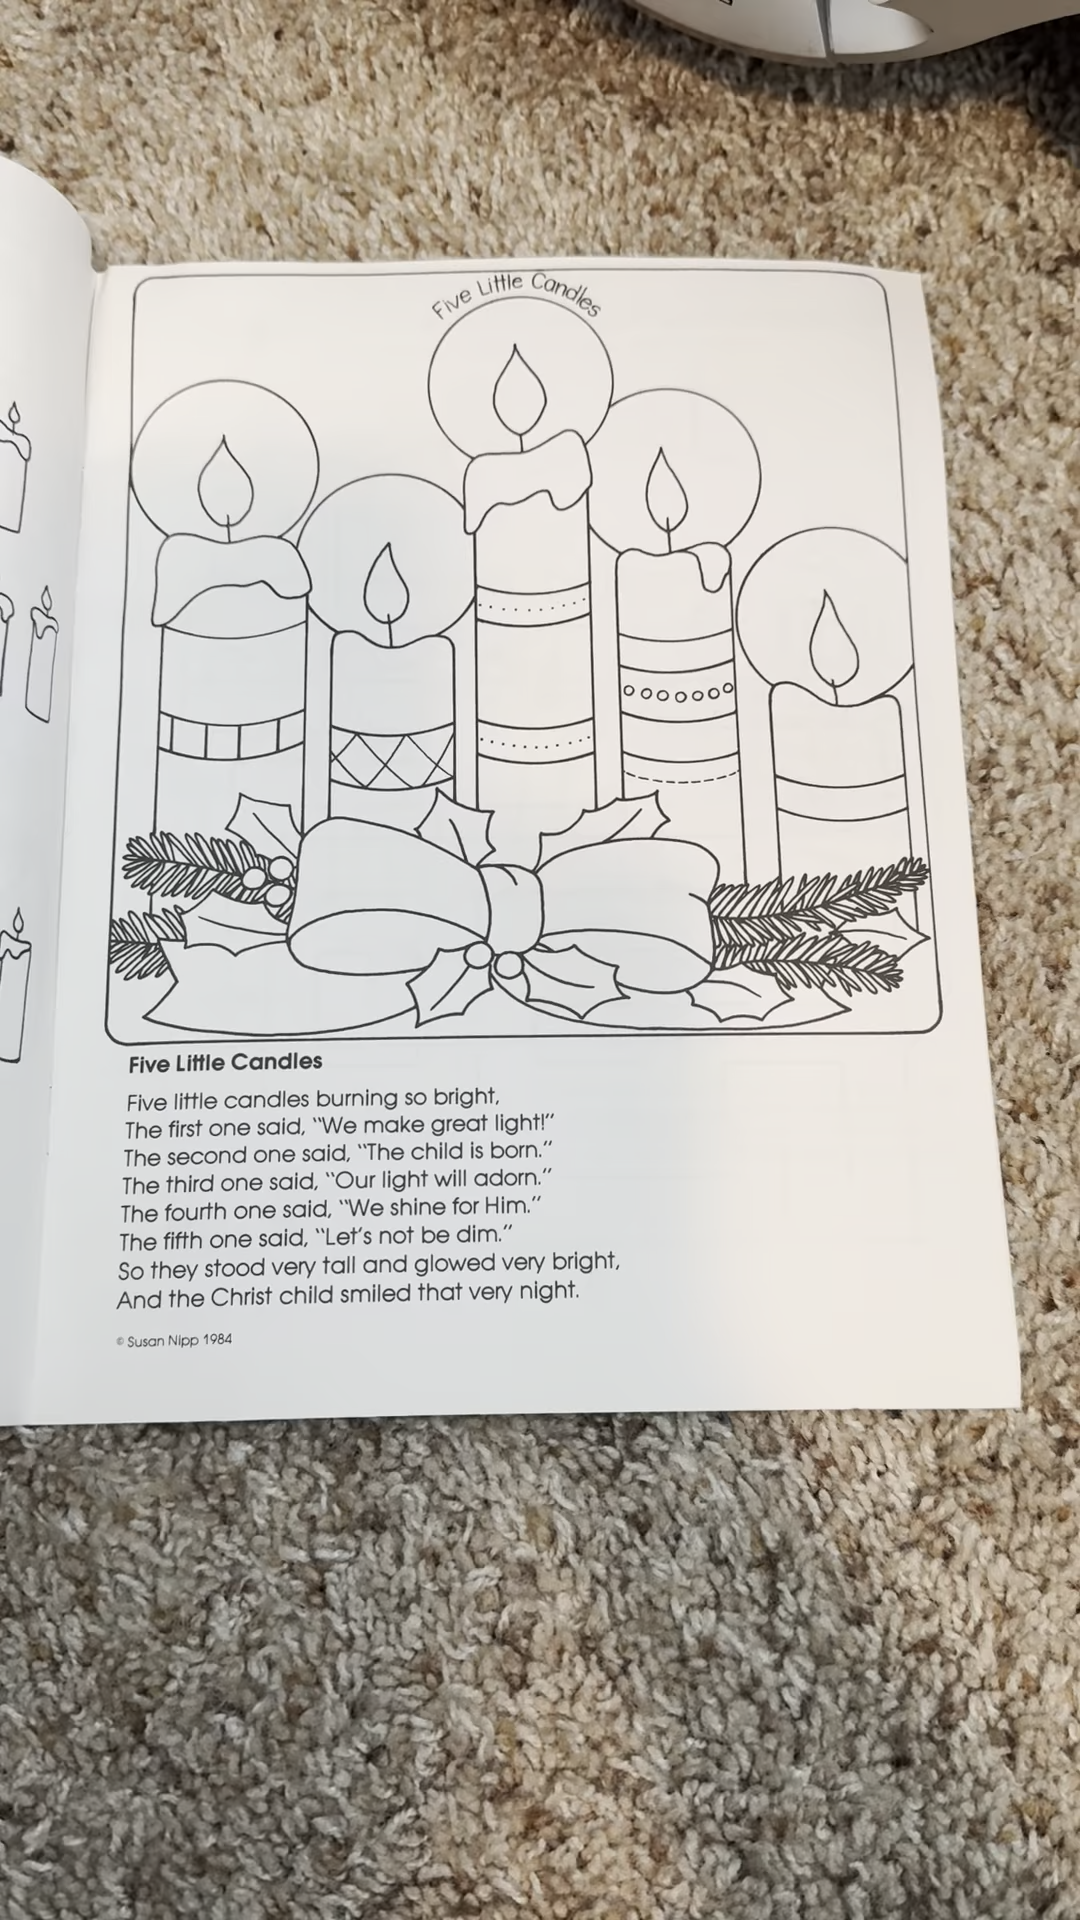 Five Little Candles
Five Little Candles
Five little candles burning so bright,
The first one said, “We make great light!”
The second one said, “The child is born.”
The third one said, “Our light will adorn.”
The fourth one said, “We shine for Him.”
The fifth one said, “Let’s not be dim.”
So they stood very tall and glowed very bright,
And the Christ child smiled that very night.
© Susan Nipp 1984